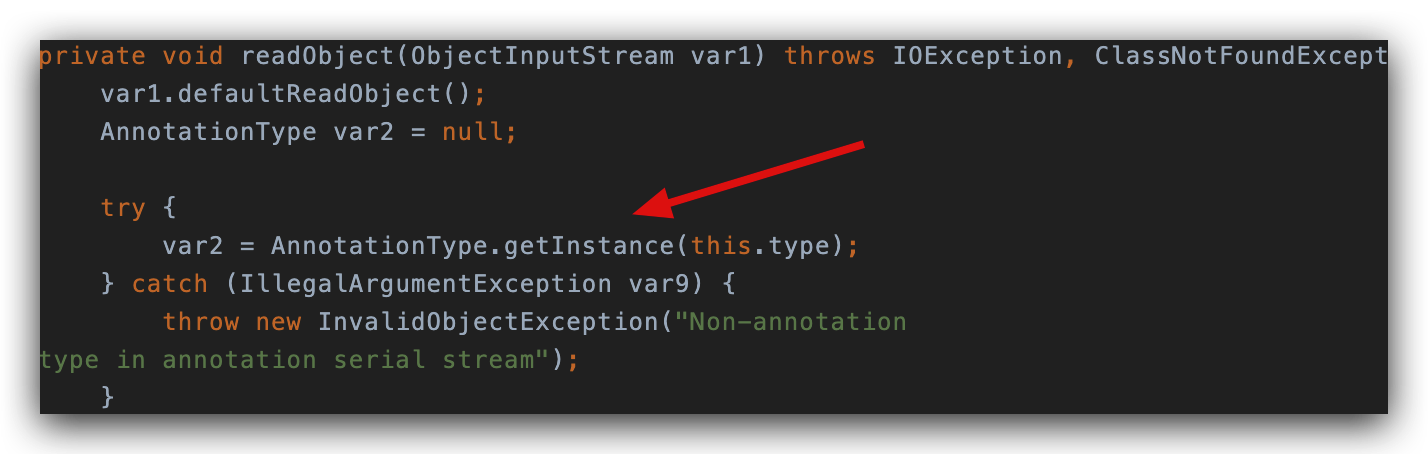 private void readObject(ObjectInputStream var1) throws IOException, ClassNotFoundExcept
var1.defaultReadObject();
AnnotationType var2 = null;
try {
var2 = AnnotationType.getInstance(this.type);
} catch (IllegalArgumentException var9) {
throw new InvalidObjectException("Non-annotation
type in annotation serial stream");
}